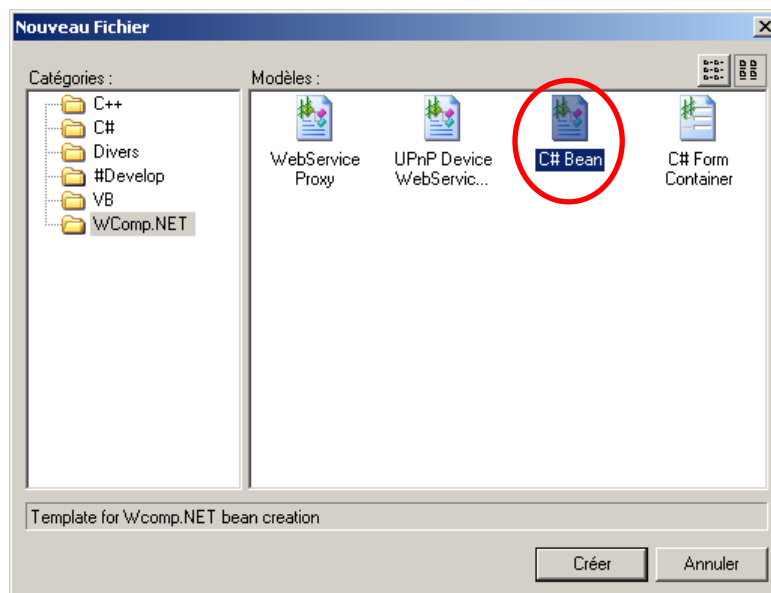 Nouveau Fichier
Catégories :
Modèles :
C++
C#
Divers
#Develop
VB
WComp.NET
WebService
Proxy
UPnP Device
WebServic...
C# Bean
C# Form
Container
Template for Wcomp.NET bean creation
Créer
Annuler